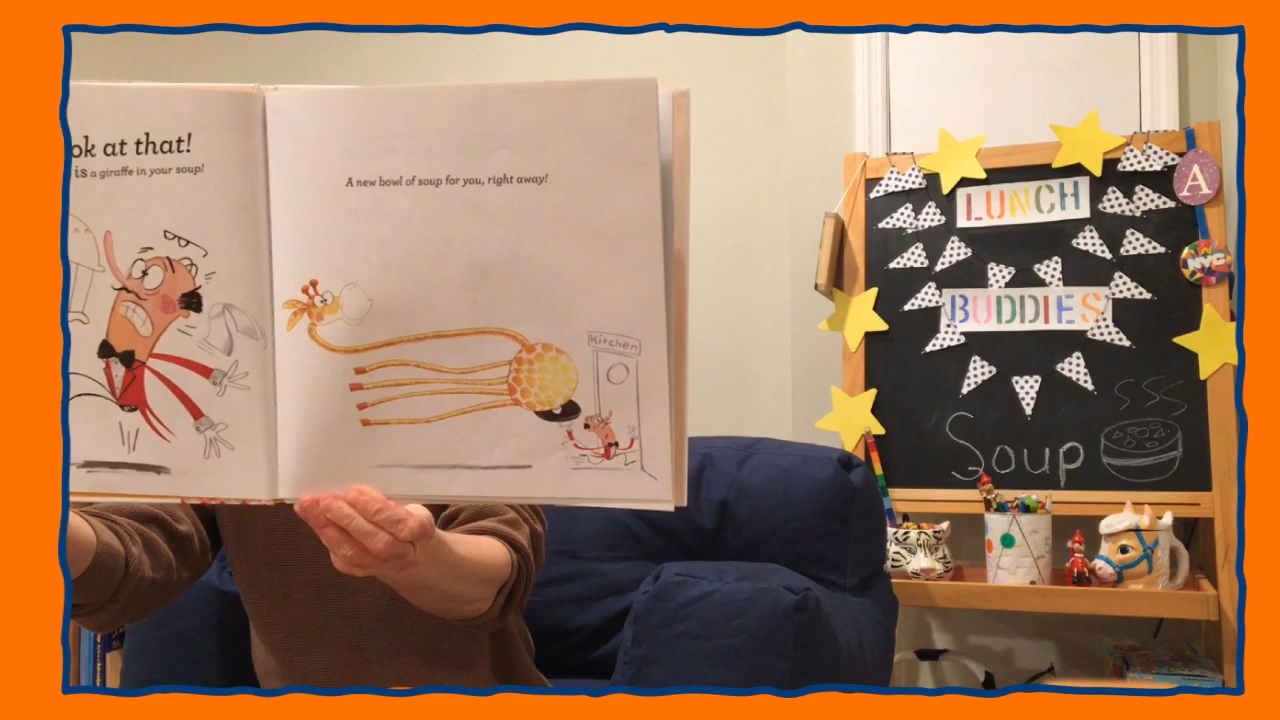 ok at that!
is a giraffe in your soup!
A new bowl of soup for you, right away!
Kitchen
LUNCH
BUDDIES
Soup
A
NYC